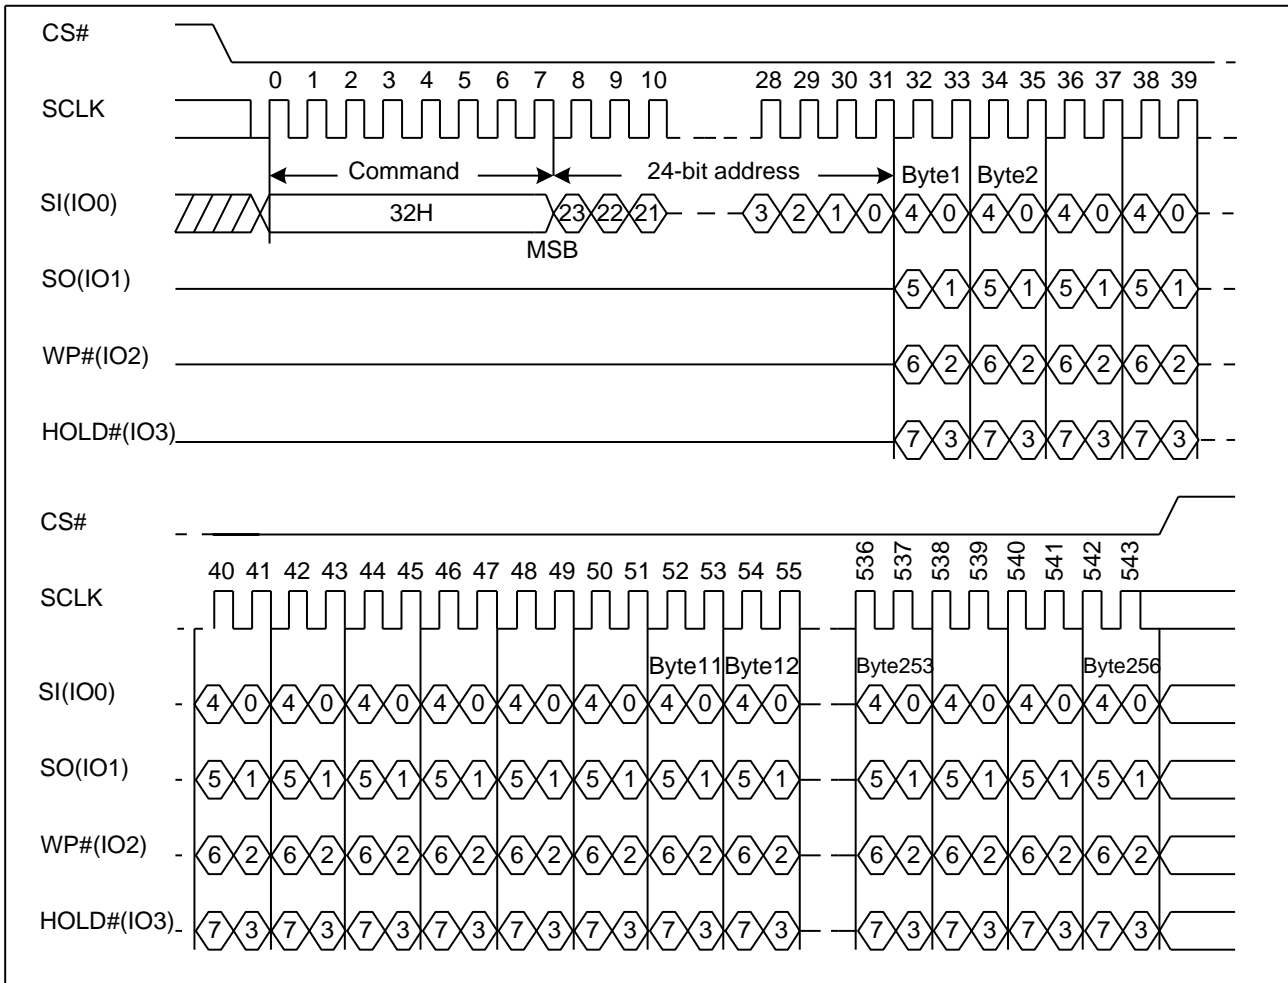 CS#
0 1 2 3 4 5 6 7 8 9 10 28 29 30 31 32 33 34 35 36 37 38 39
SCLK
Command 24-bit address Byte1 Byte2
SI(IO0) 32H 23 22 21 3 2 1 0 4 0 4 0 4 0 4 0
MSB
SO(IO1) 5 1 5 1 5 1 5 1
WP#(IO2) 6 2 6 2 6 2 6 2
HOLD#(IO3) 7 3 7 3 7 3 7 3
CS#
40 41 42 43 44 45 46 47 48 49 50 51 52 53 54 55 536 537 538 539 540 541 542 543
SCLK
Byte11 Byte12 Byte253 Byte256
SI(IO0) 4 0 4 0 4 0 4 0 4 0 4 0 4 0 4 0 4 0 4 0 4 0 4 0
SO(IO1) 5 1 5 1 5 1 5 1 5 1 5 1 5 1 5 1 5 1 5 1 5 1 5 1
WP#(IO2) 6 2 6 2 6 2 6 2 6 2 6 2 6 2 6 2 6 2 6 2 6 2 6 2
HOLD#(IO3) 7 3 7 3 7 3 7 3 7 3 7 3 7 3 7 3 7 3 7 3 7 3 7 3